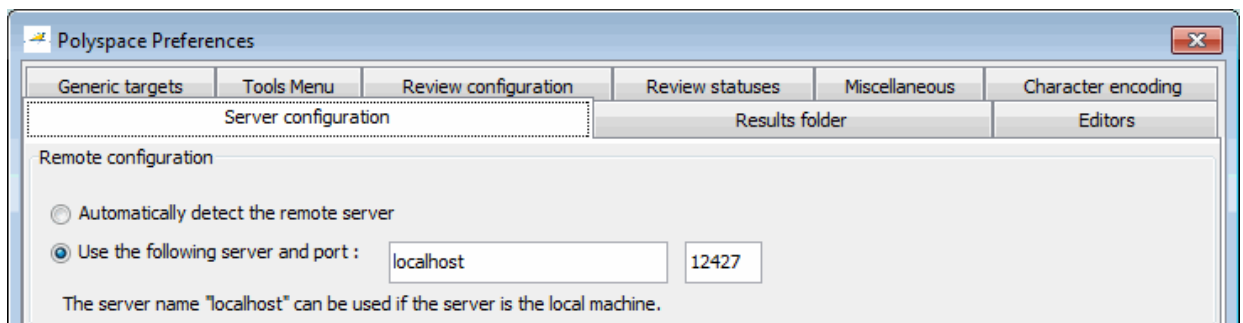 Polyspace Preferences
Generic targets Tools Menu Review configuration Review statuses Miscellaneous Character encoding
Server configuration Results folder Editors
Remote configuration
Automatically detect the remote server
Use the following server and port : localhost 12427
The server name "localhost" can be used if the server is the local machine.